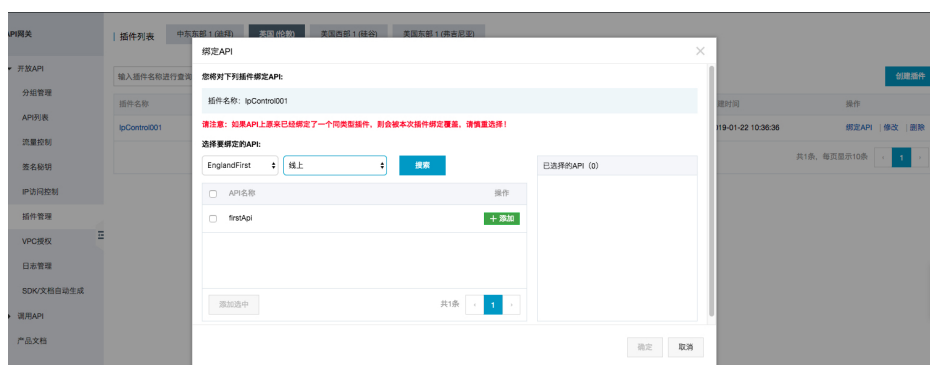 API网关
插件列表
美国西部 1 (硅谷)
美国东部 1 (弗吉尼亚)
开放API
分组管理
API列表
流量控制
签名秘钥
IP访问控制
插件管理
VPC授权
日志管理
SDK/文档自动生成
调用API
产品文档
输入插件名称进行查询
创建插件
插件名称
操作
IpControl001
19-01-22 10:36:36
绑定API | 修改 | 删除
共1条, 每页显示10条
1
绑定API
您将对下列插件绑定API:
插件名称: IpControl001
请注意: 如果API上原来已经绑定了一个同类型插件, 则会被本次插件绑定覆盖, 请慎重选择!
选择要绑定的API:
EnglandFirst
线上
搜索
已选择的API (0)
API名称
操作
firstApi
+ 添加
添加选中
共1条
1
确定
取消